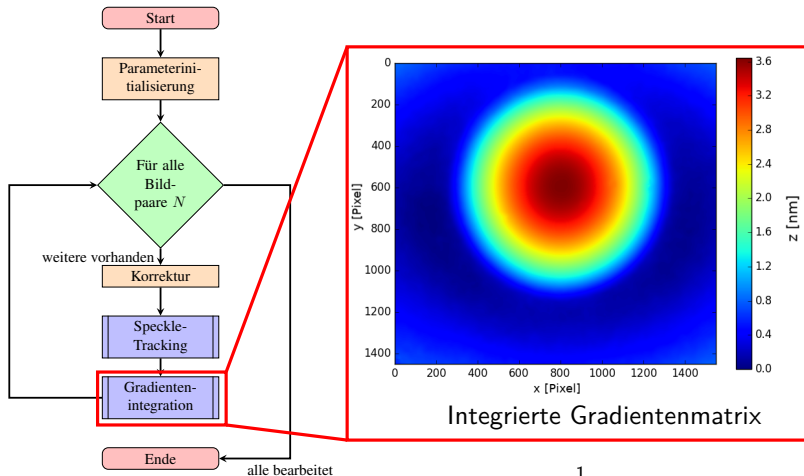 Start
Parameterini-
tialisierung
Für alle
Bild-
paare N
weitere vorhanden
Korrektur
Speckle-
Tracking
Gradienten-
integration
Ende
alle bearbeitet
0
200
400
600
800
1000
1200
1400
y [Pixel]
0 200 400 600 800 1000 1200 1400
x [Pixel]
3.6
3.2
2.8
2.4
2.0
1.6
1.2
0.8
0.4
0.0
z [nm]
Integrierte Gradientenmatrix
1